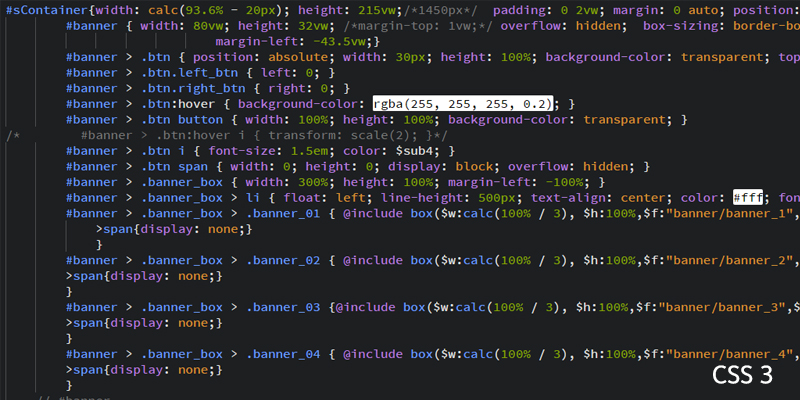 #sContainer{width: calc(93.6% - 20px); height: 215vw;/*1450px*/  padding: 0 2vw; margin: 0 auto; position:
#banner { width: 80vw; height: 32vw; /*margin-top: 1vw;*/ overflow: hidden;  box-sizing: border-bo
margin-left: -43.5vw;}
#banner > .btn { position: absolute; width: 30px; height: 100%; background-color: transparent; top
#banner > .btn.left_btn { left: 0; }
#banner > .btn.right_btn { right: 0; }
#banner > .btn:hover { background-color: rgba(255, 255, 255, 0.2); }
#banner > .btn button { width: 100%; height: 100%; background-color: transparent; }
/*       #banner > .btn:hover i { transform: scale(2); }*/
#banner > .btn i { font-size: 1.5em; color: $sub4; }
#banner > .btn span { width: 0; height: 0; display: block; overflow: hidden; }
#banner > .banner_box { width: 300%; height: 100%; margin-left: -100%; }
#banner > .banner_box > li { float: left; line-height: 500px; text-align: center; color: #fff; fon
#banner > .banner_box > .banner_01 { @include box($w:calc(100% / 3), $h:100%,$f:"banner/banner_1",
>span{display: none;}
}
#banner > .banner_box > .banner_02 { @include box($w:calc(100% / 3), $h:100%,$f:"banner/banner_2",
>span{display: none;}
}
#banner > .banner_box > .banner_03 {@include box($w:calc(100% / 3), $h:100%,$f:"banner/banner_3",$
>span{display: none;}
}
#banner > .banner_box > .banner_04 { @include box($w:calc(100% / 3), $h:100%,$f:"banner/banner_4",
>span{display: none;}
}
CSS 3
// #banner